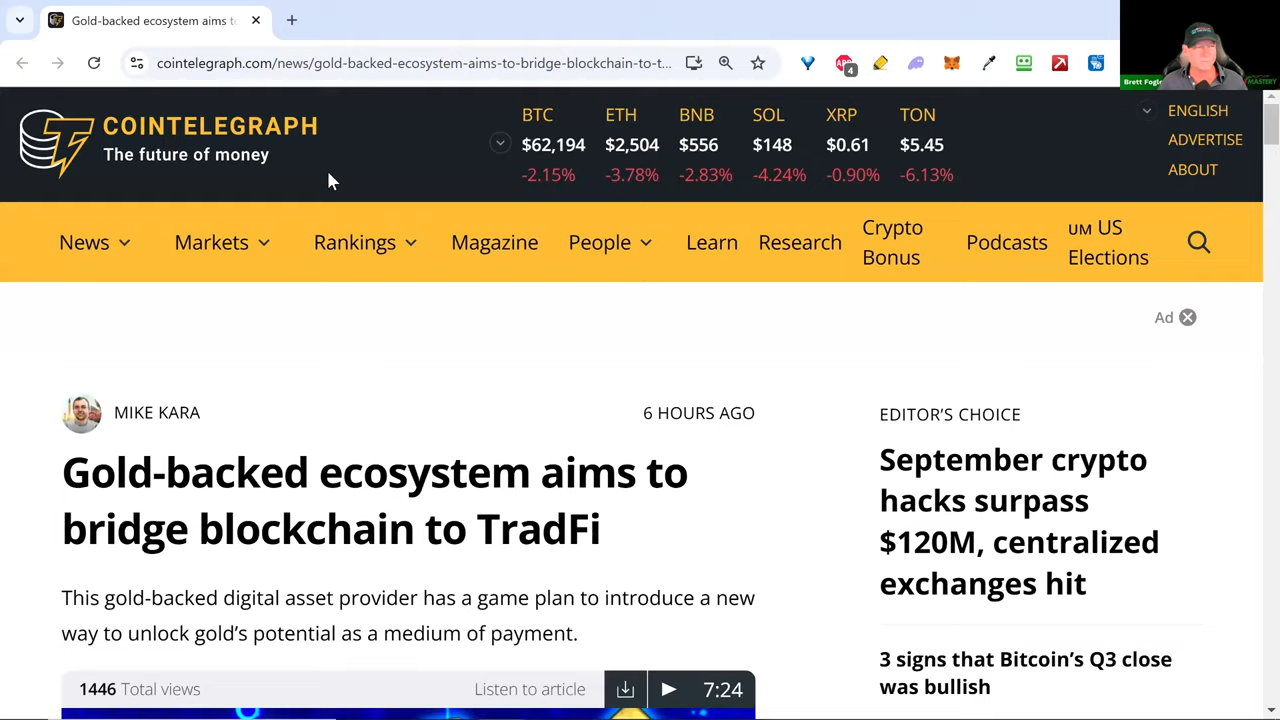 Gold-backed ecosystem aims to
cointelegraph.com/news/gold-backed-ecosystem-aims-to-bridge-blockchain-to-t...
4
Brett Fogle
MASTERY
COINTELEGRAPH
The future of money
BTC ETH BNB SOL XRP TON
$62,194 $2,504 $556 $148 $0.61 $5.45
-2.15% -3.78% -2.83% -4.24% -0.90% -6.13%
ENGLISH
ADVERTISE
ABOUT
News Markets Rankings Magazine People Learn Research Crypto Bonus Podcasts UM US Elections
Ad
MIKE KARA
6 HOURS AGO
Gold-backed ecosystem aims to
bridge blockchain to TradFi
This gold-backed digital asset provider has a game plan to introduce a new
way to unlock gold's potential as a medium of payment.
1446 Total views
Listen to article
7:24
EDITOR'S CHOICE
September crypto
hacks surpass
$120M, centralized
exchanges hit
3 signs that Bitcoin's Q3 close
was bullish